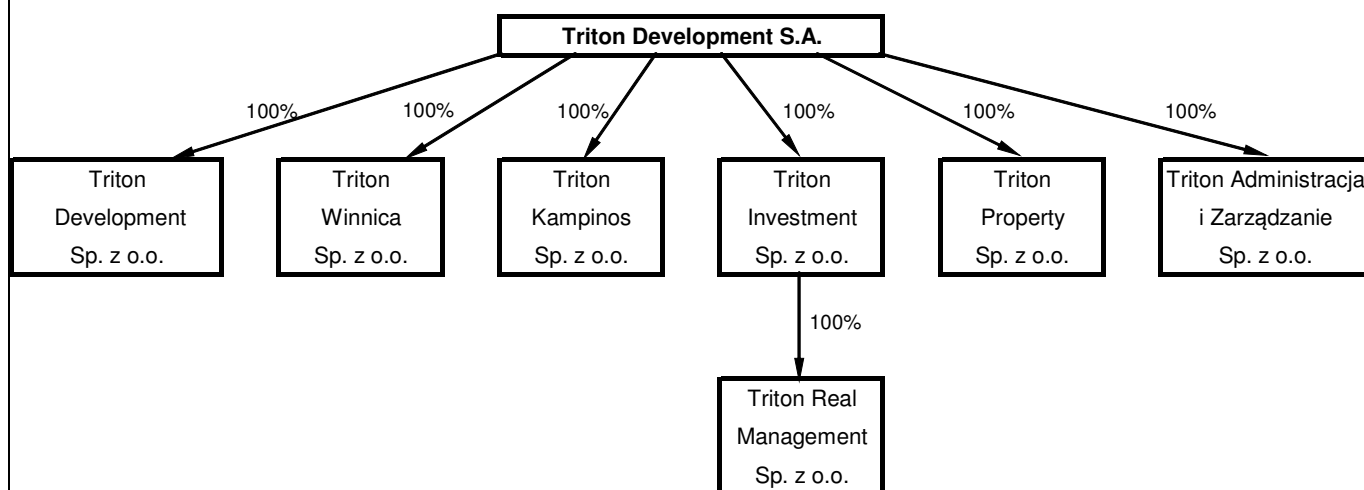 Triton Development S.A.
100%
100%
100%
100%
100%
100%
Triton
Development
Sp. z o.o.
Triton
Winnica
Sp. z o.o.
Triton
Kampinos
Sp. z o.o.
Triton
Investment
Sp. z o.o.
Triton
Property
Sp. z o.o.
Triton Administracja
i Zarządzanie
Sp. z o.o.
100%
Triton Real
Management
Sp. z o.o.